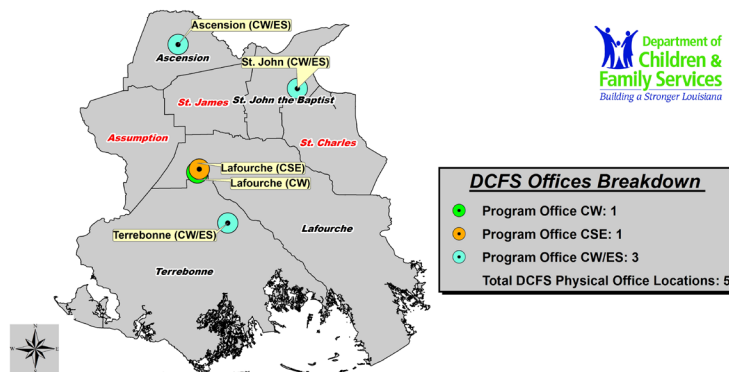 Ascension (CW/ES)
Ascension
St. John (CW/ES)
St. James
St. John the Baptist
Assumption
St. Charles
Lafourche (CSE)
Lafourche (CW)
Terrebonne (CW/ES)
Lafourche
Terrebonne
N
W
E
S
Department of
Children &
Family Services
Building a Stronger Louisiana
DCFS Offices Breakdown
Program Office CW: 1
Program Office CSE: 1
Program Office CW/ES: 3
Total DCFS Physical Office Locations: 5